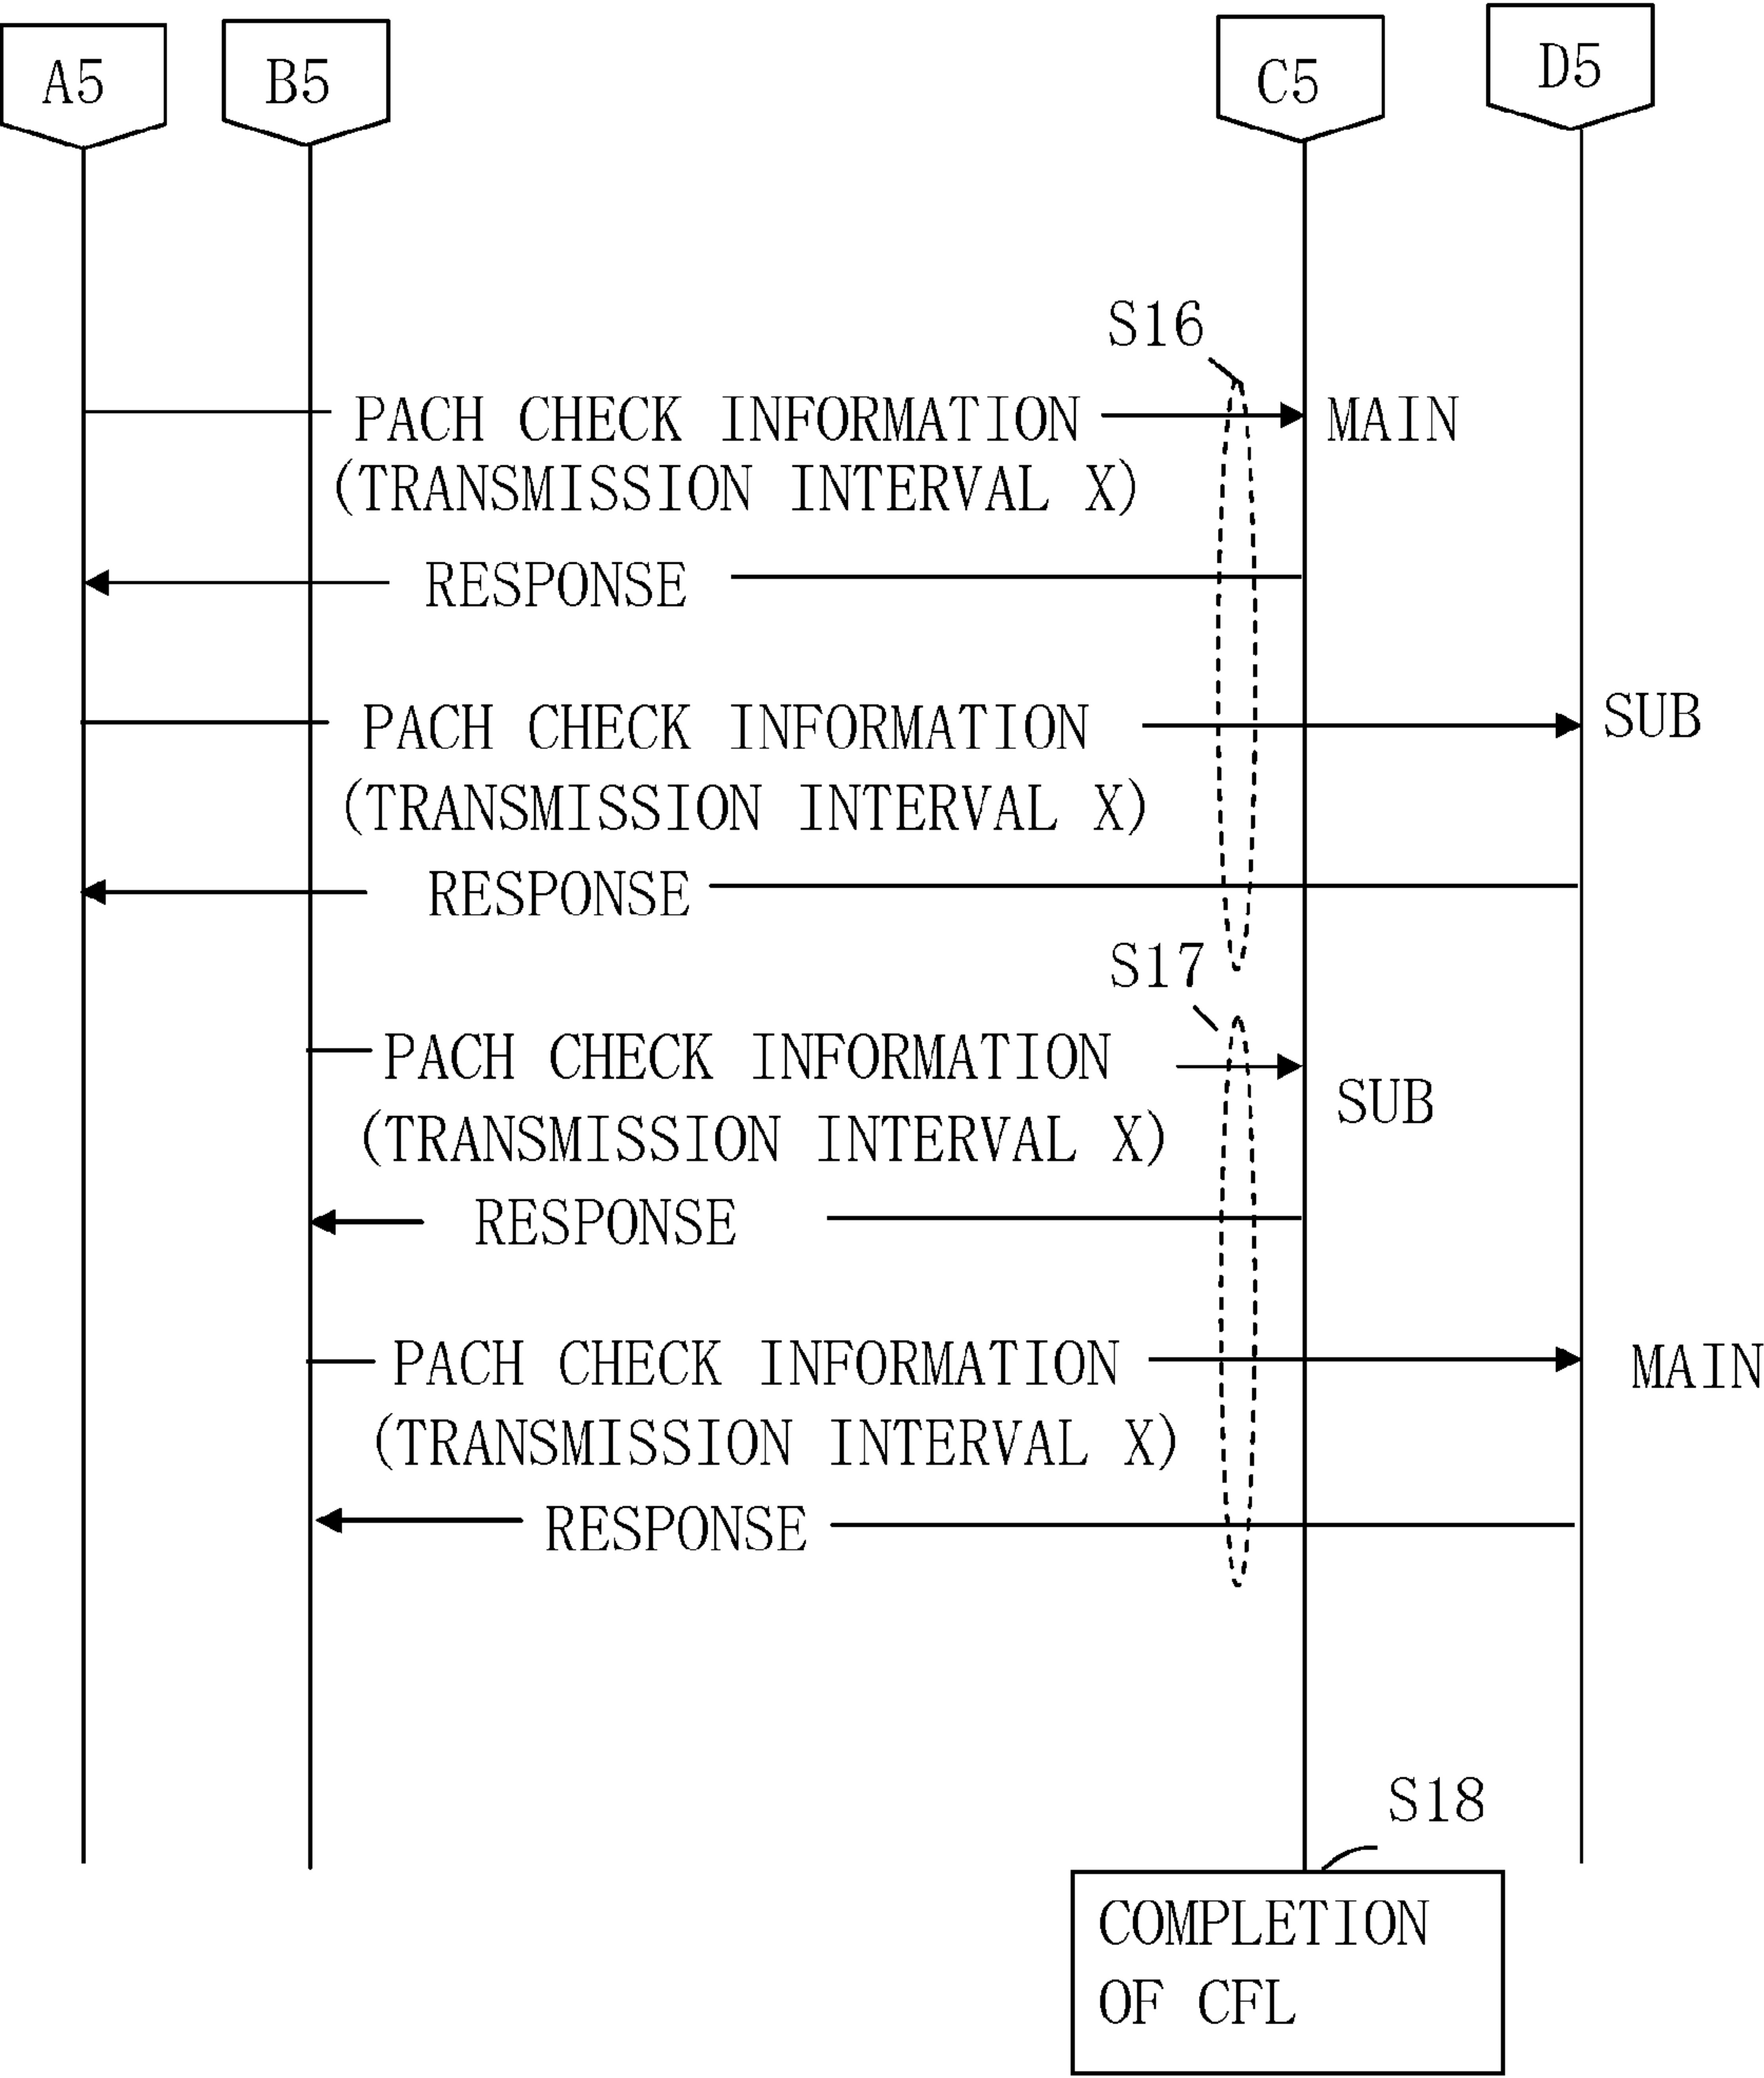 A5
B5
C5
D5
S16
PACH CHECK INFORMATION
MAIN
(TRANSMISSION INTERVAL X)
RESPONSE
PACH CHECK INFORMATION
SUB
(TRANSMISSION INTERVAL X)
RESPONSE
S17
PACH CHECK INFORMATION
SUB
(TRANSMISSION INTERVAL X)
RESPONSE
PACH CHECK INFORMATION
MAIN
(TRANSMISSION INTERVAL X)
RESPONSE
S18
COMPLETION
OF CFL